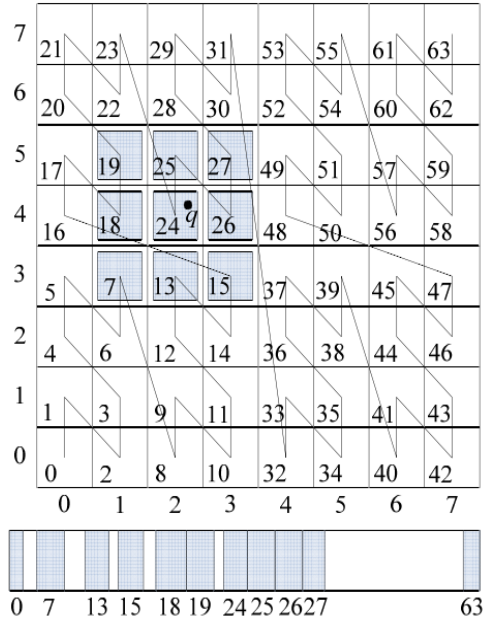 7 21 23 29 31 53 55 61 63
6 20 22 28 30 52 54 60 62
5 17 19 25 27 49 51 57 59
4 16 18 24 q 26 48 50 56 58
3 5 7 13 15 37 39 45 47
2 4 6 12 14 36 38 44 46
1 1 3 9 11 33 35 41 43
0 0 2 8 10 32 34 40 42
0 1 2 3 4 5 6 7
0 7 13 15 18 19 24 25 26 27 63